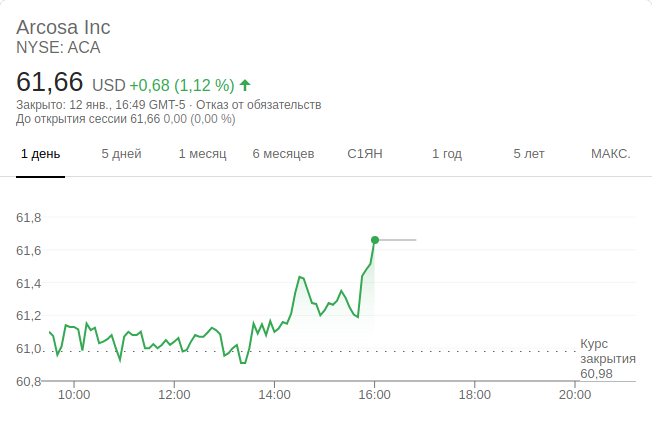 Arcosa Inc
NYSE: ACA
61,66 USD +0,68 (1,12 %)
Закрыто: 12 янв., 16:49 GMT-5 · Отказ от обязательств
До открытия сессии 61,66 0,00 (0,00 %)
1 день 5 дней 1 месяц 6 месяцев С1ЯН 1 год 5 лет МАКС.
61,8
61,6
61,4
61,2
61,0
60,8
Курс
закрытия
60,98
10:00 12:00 14:00 16:00 18:00 20:00